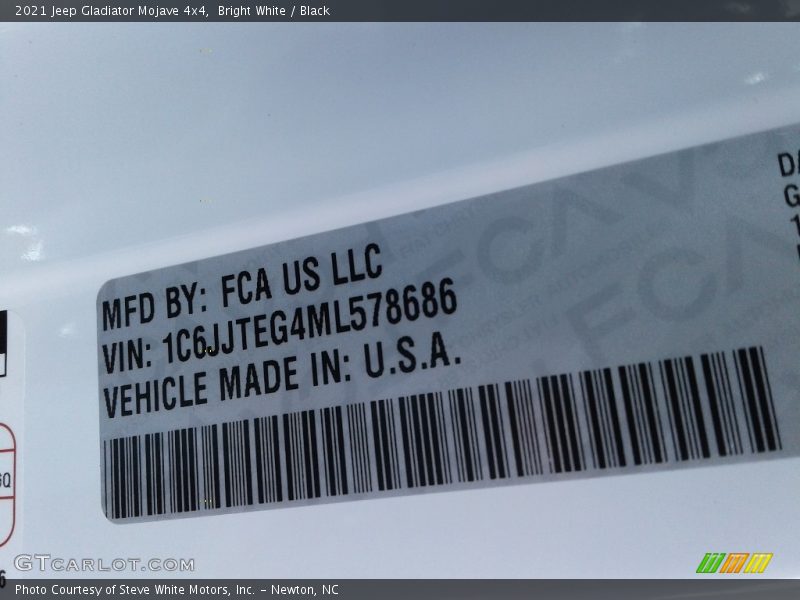 2021 Jeep Gladiator Mojave 4x4, Bright White / Black
MFD BY: FCA US LLC
VIN: 1C6JJTEG4ML578686
VEHICLE MADE IN: U.S.A.
GTCARLOT.COM
Photo Courtesy of Steve White Motors, Inc. – Newton, NC